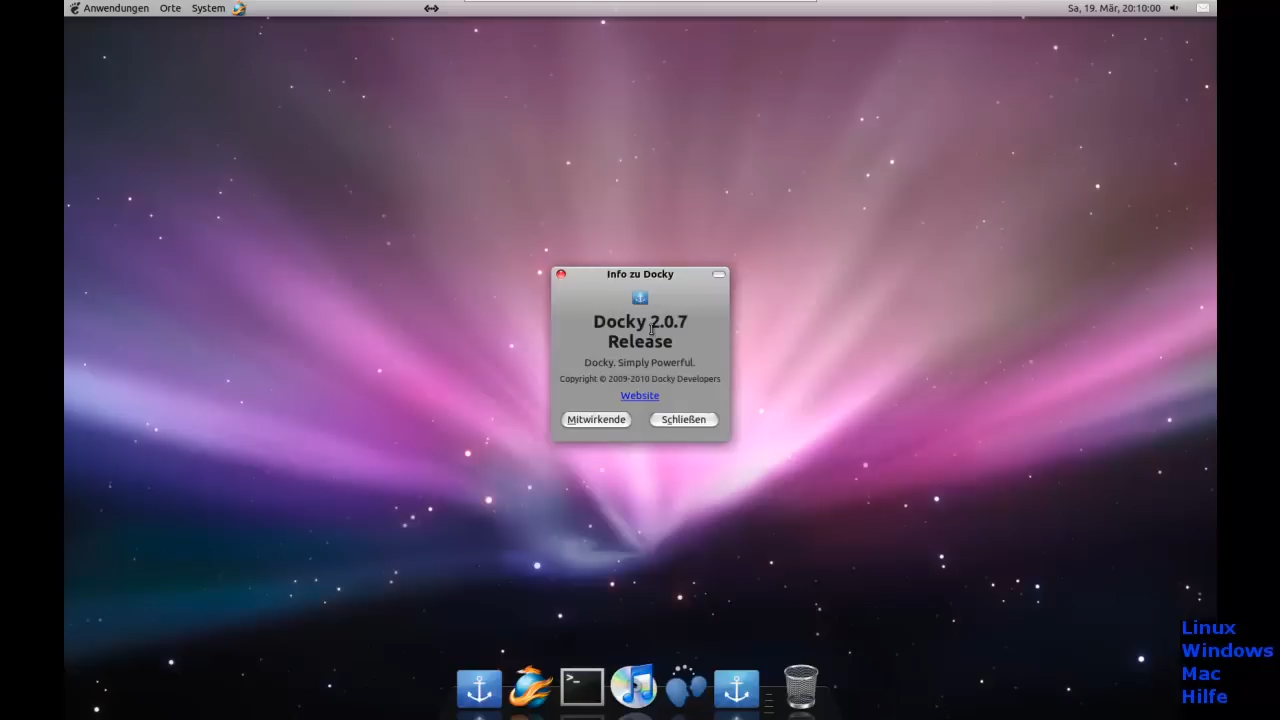 Anwendungen Orte System
Sa, 19. Mär, 20:10:00
Info zu Docky
Docky 2.0.7
Release
Docky. Simply Powerful.
Copyright © 2009-2010 Docky Developers
Website
Mitwirkende Schließen
>_
Linux
Windows
Mac
Hilfe